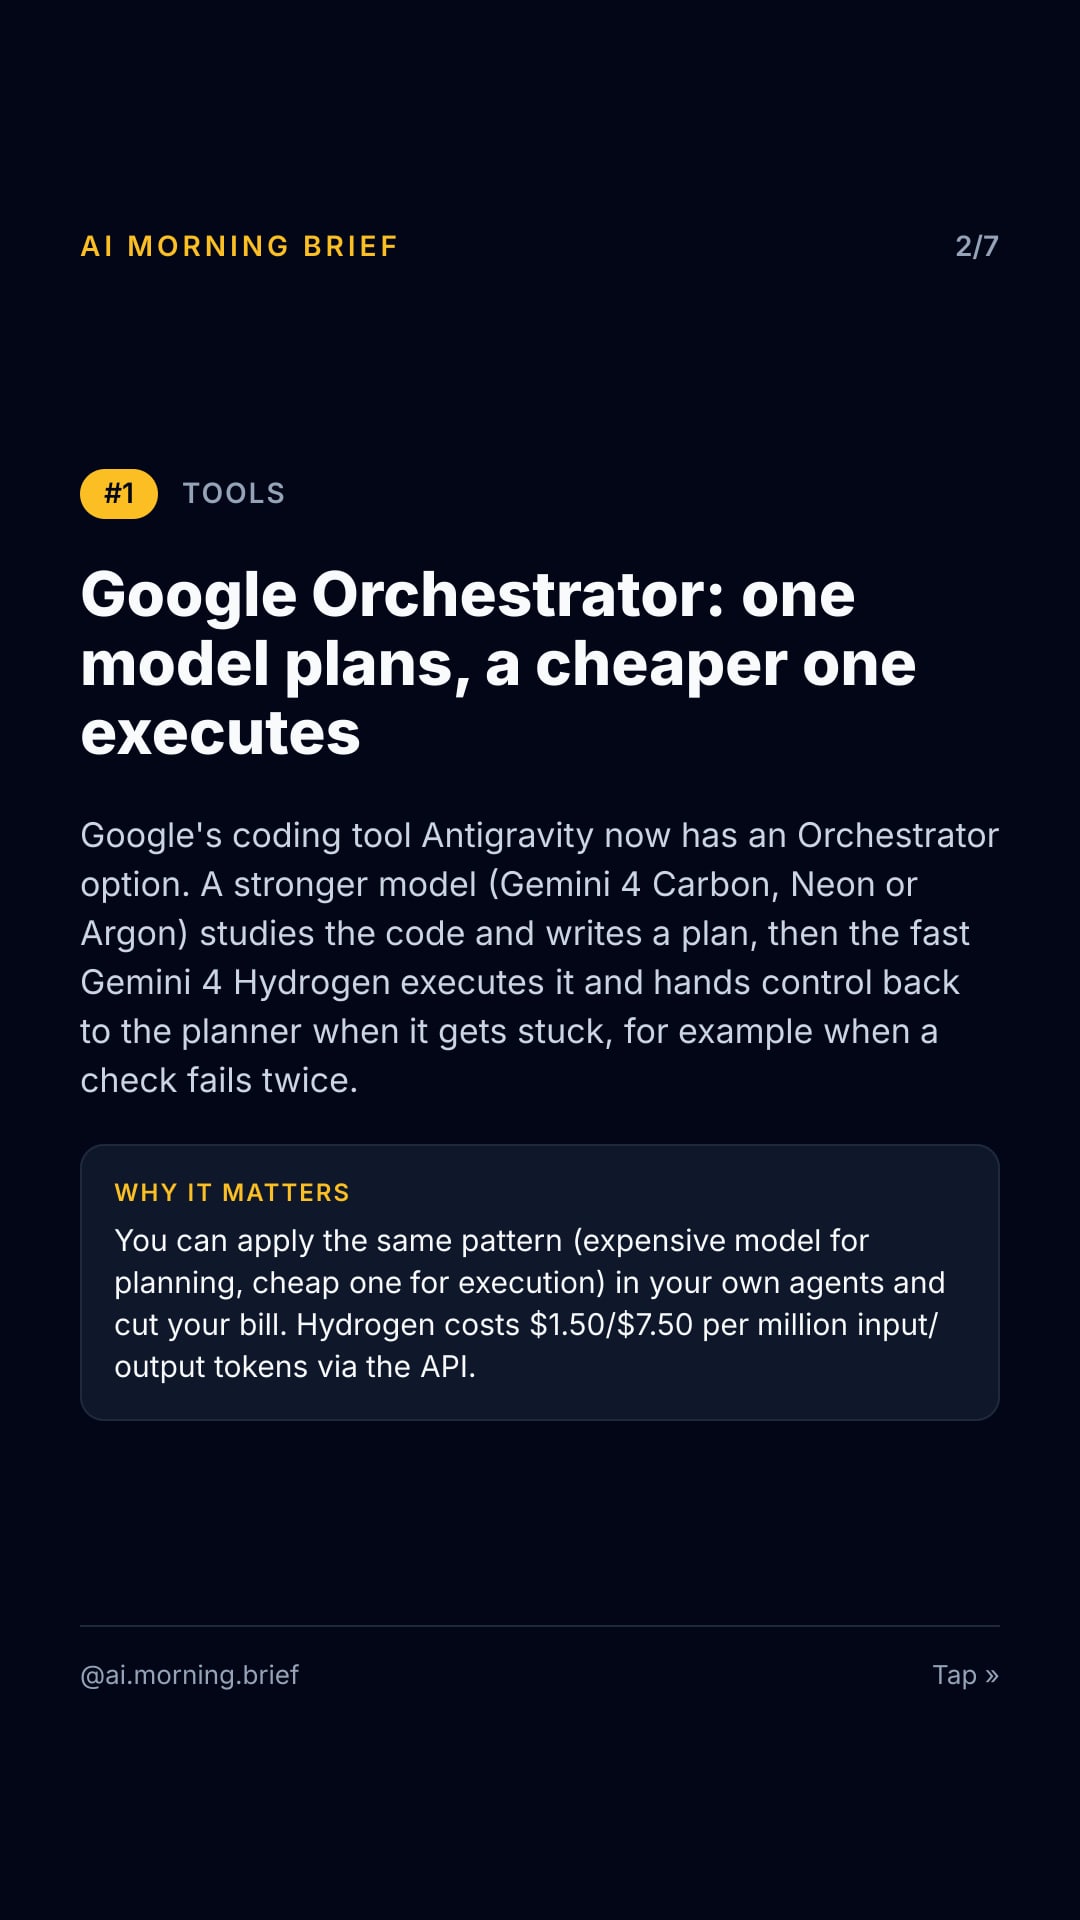 AI MORNING BRIEF
2/7
#1 TOOLS
Google Orchestrator: one
model plans, a cheaper one
executes
Google's coding tool Antigravity now has an Orchestrator
option. A stronger model (Gemini 4 Carbon, Neon or
Argon) studies the code and writes a plan, then the fast
Gemini 4 Hydrogen executes it and hands control back
to the planner when it gets stuck, for example when a
check fails twice.
WHY IT MATTERS
You can apply the same pattern (expensive model for
planning, cheap one for execution) in your own agents and
cut your bill. Hydrogen costs $1.50/$7.50 per million input/
output tokens via the API.
@ai.morning.brief
Tap »